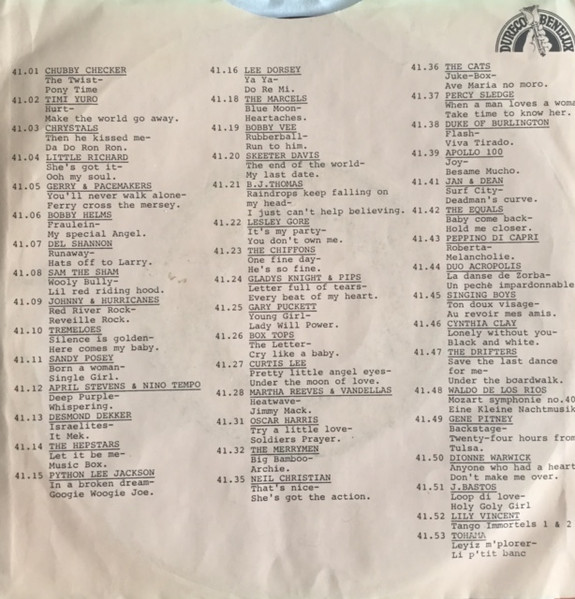 DURECO BENELUX
41.01 CHUBBY CHECKER
The Twist-
Pony Time
41.02 TIMI YURO
Hurt-
Make the world go away.
41.03 CHRYSTALS
Then he kissed me-
Da Do Ron Ron.
41.04 LITTLE RICHARD
She's got it-
Ooh my soul.
41.05 GERRY & PACEMAKERS
You'll never walk alone-
Ferry cross the mersey.
41.06 BOBBY HELMS
Fraulein-
My special Angel.
41.07 DEL SHANNON
Runaway-
Hats off to Larry.
41.08 SAM THE SHAM
Wooly Bully-
Lil red riding hood.
41.09 JOHNNY & HURRICANES
Red River Rock-
Reveille Rock.
41.10 TREMELOES
Silence is golden-
Here comes my baby.
41.11 SANDY POSEY
Born a woman-
Single Girl.
41.12 APRIL STEVENS & NINO TEMPO
Deep Purple-
Whispering.
41.13 DESMOND DEKKER
Israelites-
It Mek.
41.14 THE HEPSTARS
Let it be me-
Music Box.
41.15 PYTHON LEE JACKSON
In a broken dream-
Googie Woogie Joe.
41.16 LEE DORSEY
Ya Ya-
Do Re Mi.
41.18 THE MARCELS
Blue Moon-
Heartaches.
41.19 BOBBY VEE
Rubberball-
Run to him.
41.20 SKEETER DAVIS
The end of the world-
My last date.
41.21 B.J.THOMAS
Raindrops keep falling on
my head-
I just can't help believing.
41.22 LESLEY GORE
It's my party-
You don't own me.
41.23 THE CHIFFONS
One fine day-
He's so fine.
41.24 GLADYS KNIGHT & PIPS
Letter full of tears-
Every beat of my heart.
41.25 GARY PUCKETT
Young Girl-
Lady Will Power.
41.26 BOX TOPS
The Letter-
Cry like a baby.
41.27 CURTIS LEE
Pretty little angel eyes-
Under the moon of love.
41.28 MARTHA REEVES & VANDELLAS
Heatwave-
Jimmy Mack.
41.31 OSCAR HARRIS
Try a little love-
Soldiers Prayer.
41.32 THE MERRYMEN
Big Bamboo-
Archie.
41.35 NEIL CHRISTIAN
That's nice-
She's got the action.
41.36 THE CATS
Juke-Box-
Ave Maria no moro.
41.37 PERCY SLEDGE
When a man loves a woma
Take time to know her.
41.38 DUKE OF BURLINGTON
Flash-
Viva Tirado.
41.39 APOLLO 100
Joy-
Besame Mucho.
41.41 JAN & DEAN
Surf City-
Deadman's curve.
41.42 THE EQUALS
Baby come back-
Hold me closer.
41.43 PEPPINO DI CAPRI
Roberta-
Melancholie.
41.44 DUO ACROPOLIS
La danse de Zorba-
Un pechè impardonnable
41.45 SINGING BOYS
Ton doux visage-
Au revoir mes amis.
41.46 CYNTHIA CLAY
Lonely without you-
Black and white.
41.47 THE DRIFTERS
Save the last dance
for me-
Under the boardwalk.
41.48 WALDO DE LOS RIOS
Mozart symphonie no.40
Eine Kleine Nachtmusik
41.49 GENE PITNEY
Backstage-
Twenty-four hours from
Tulsa.
41.50 DIONNE WARWICK
Anyone who had a heart
Don't make me over.
41.51 J.BASTOS
Loop di love-
Holy Goly Girl
41.52 LILY VINCENT
Tango Immortels 1 & 2
41.53 TOHAMA
Leyiz m'plorer-
Li p'tit banc